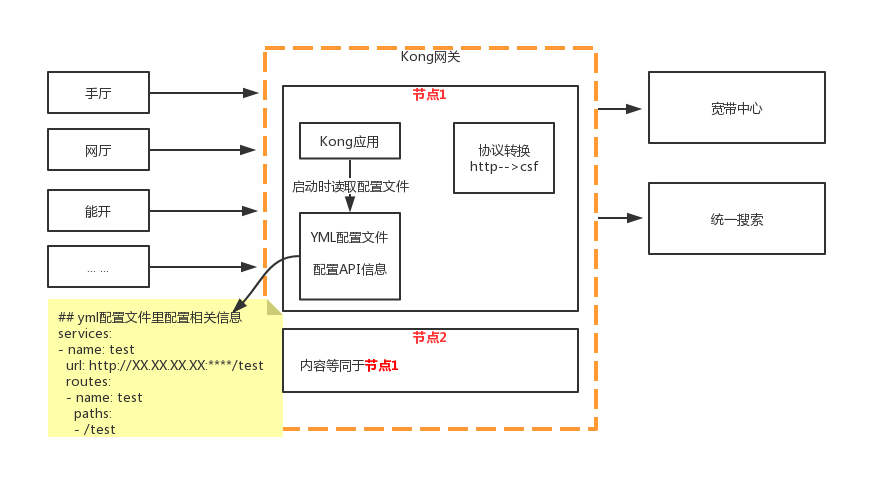 Kong网关
手厅
网厅
能开
... ...
节点1
Kong应用
启动时读取配置文件
YML配置文件
配置API信息
协议转换
http-->csf
宽带中心
统一搜索
## yml配置文件里配置相关信息
services:
- name: test
url: http://XX.XX.XX.XX:****/test
routes:
- name: test
paths:
- /test
节点2
内容等同于节点1